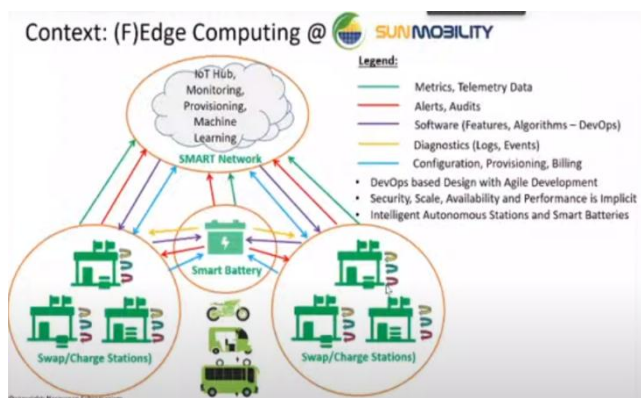 Context: (F)Edge Computing @ SUNMOBILITY
Legend:
Metrics, Telemetry Data
Alerts, Audits
Software (Features, Algorithms – DevOps)
Diagnostics (Logs, Events)
Configuration, Provisioning, Billing
• DevOps based Design with Agile Development
• Security, Scale, Availability and Performance is Implicit
• Intelligent Autonomous Stations and Smart Batteries
IoT Hub,
Monitoring,
Provisioning,
Machine
Learning
SMART Network
Smart Battery
Swap/Charge Stations)
Swap/Charge Stations)